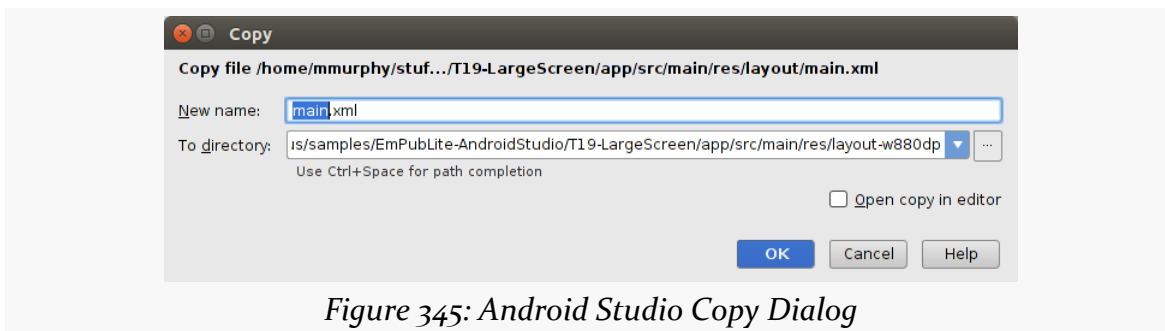 Copy
Copy file /home/mmurphy/stuf.../T19-LargeScreen/app/src/main/res/layout/main.xml
New name: main.xml
To directory: us/samples/EmPubLite-AndroidStudio/T19-LargeScreen/app/src/main/res/layout-w880dp ...
Use Ctrl+Space for path completion
Open copy in editor
OK Cancel Help
Figure 345: Android Studio Copy Dialog